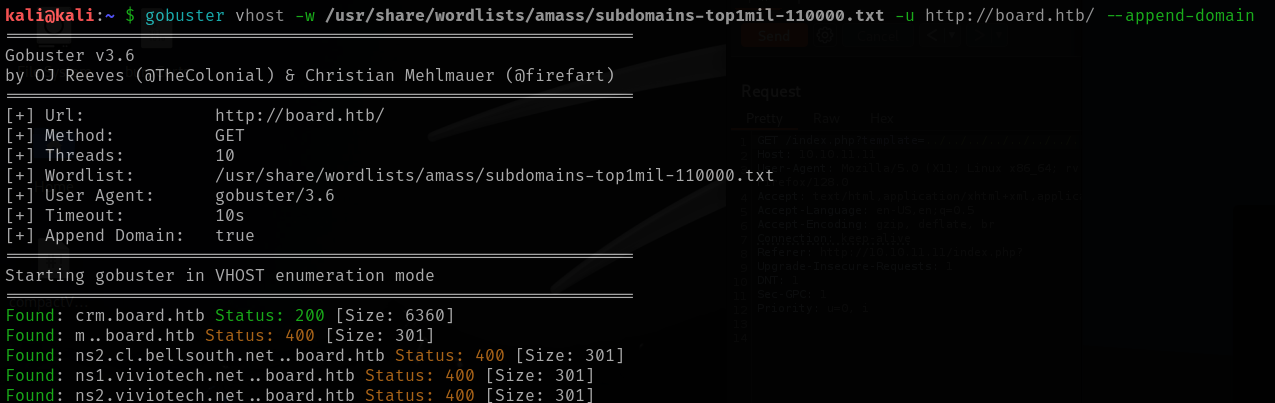 kali@kali:~ $ gobuster vhost -w /usr/share/wordlists/amass/subdomains-top1mil-110000.txt -u http://board.htb/ --append-domain
===============================================================
Gobuster v3.6
by OJ Reeves (@TheColonial) & Christian Mehlmauer (@firefart)
===============================================================
[+] Url:             http://board.htb/
[+] Method:          GET
[+] Threads:         10
[+] Wordlist:        /usr/share/wordlists/amass/subdomains-top1mil-110000.txt
[+] User Agent:      gobuster/3.6
[+] Timeout:         10s
[+] Append Domain:   true
===============================================================
Starting gobuster in VHOST enumeration mode
===============================================================
Found: crm.board.htb Status: 200 [Size: 6360]
Found: m..board.htb Status: 400 [Size: 301]
Found: ns2.cl.bellsouth.net..board.htb Status: 400 [Size: 301]
Found: ns1.viviotech.net..board.htb Status: 400 [Size: 301]
Found: ns2.viviotech.net..board.htb Status: 400 [Size: 301]
Send
Request
Pretty Raw Hex